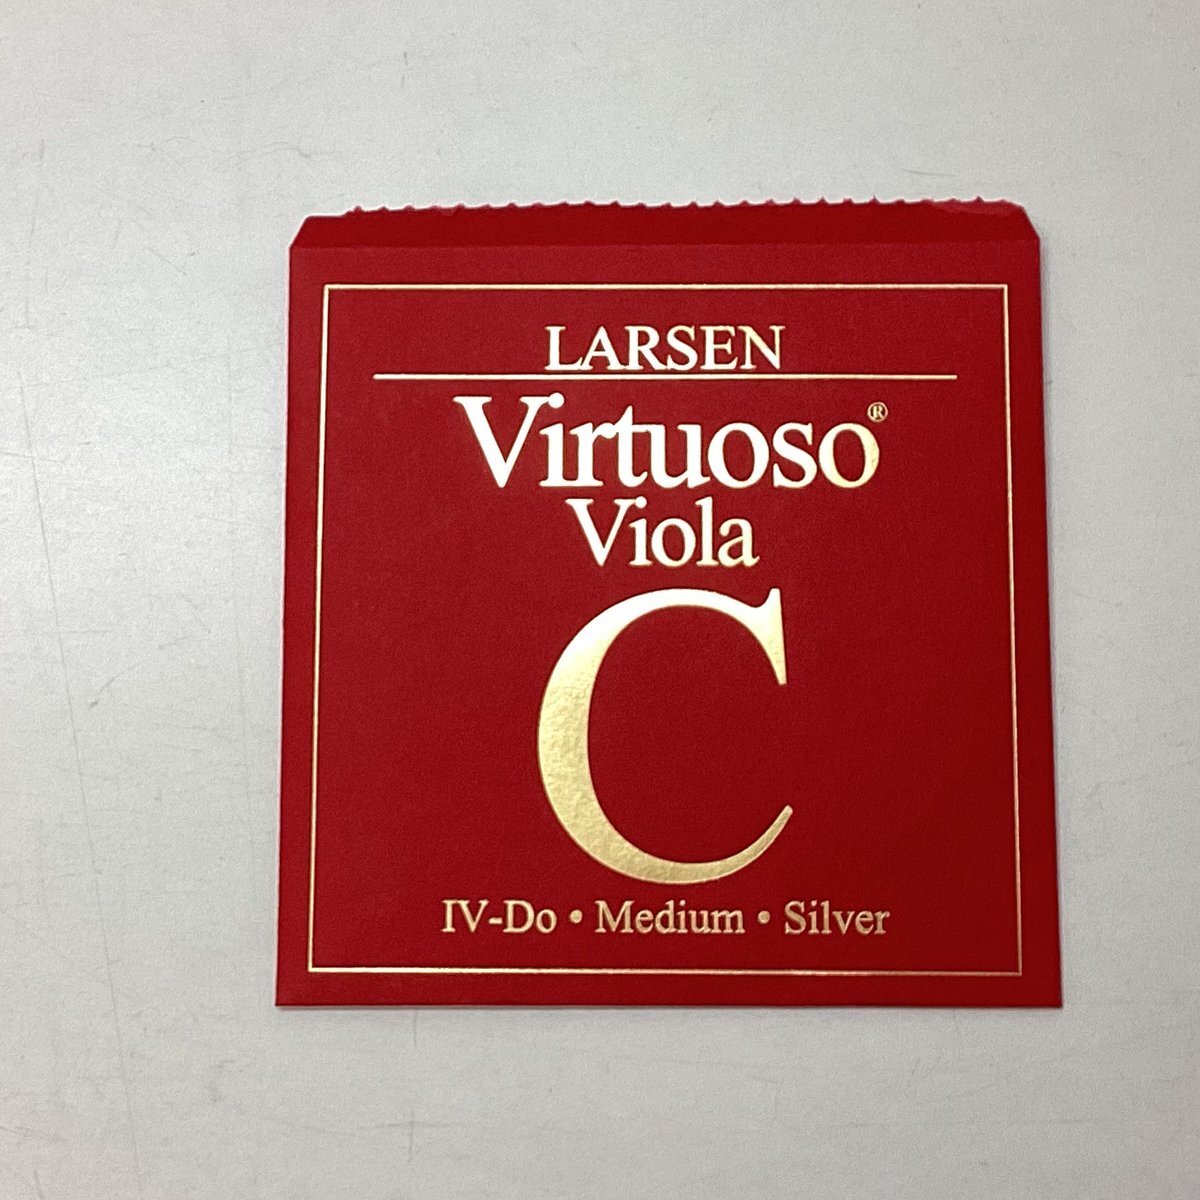 LARSEN
Virtuoso®
Viola
C
IV-Do • Medium • Silver